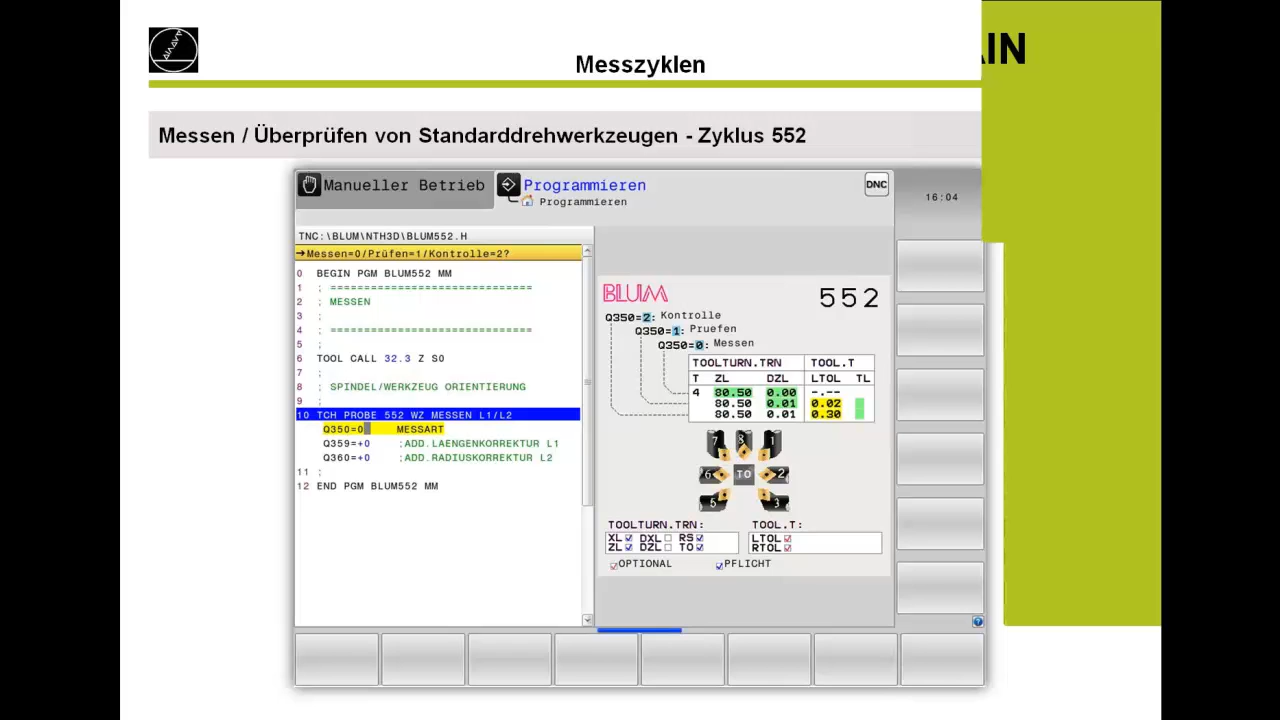 AIN
Messzyklen
Messen / Überprüfen von Standarddrehwerkzeugen - Zyklus 552
Manueller Betrieb
Programmieren
Programmieren
DNC
16:04
TNC:\BLUM\NTH3D\BLUM552.H
→Messen=0/Prüfen=1/Kontrolle=2?
0 BEGIN PGM BLUM552 MM
1 ; ==============================
2 ; MESSEN
3 ;
4 ; ==============================
5 ;
6 TOOL CALL 32.3 Z S0
7 ;
8 ; SPINDEL/WERKZEUG ORIENTIERUNG
9 ;
10 TCH PROBE 552 WZ MESSEN L1/L2
Q350=0 MESSART
Q359=+0 ;ADD.LAENGENKORREKTUR L1
Q360=+0 ;ADD.RADIUSKORREKTUR L2
11 ;
12 END PGM BLUM552 MM
BLUM
552
Q350=2: Kontrolle
Q350=1: Pruefen
Q350=0: Messen
TOOLTURN.TRN TOOL.T
T ZL DZL LTOL TL
4 80.50 0.00 -.--
80.50 0.01 0.02
80.50 0.01 0.30
7 8 1
6 TO 2
5 3
TOOLTURN.TRN: TOOL.T:
XL DXL RS LTOL
ZL DZL TO RTOL
OPTIONAL PFLICHT